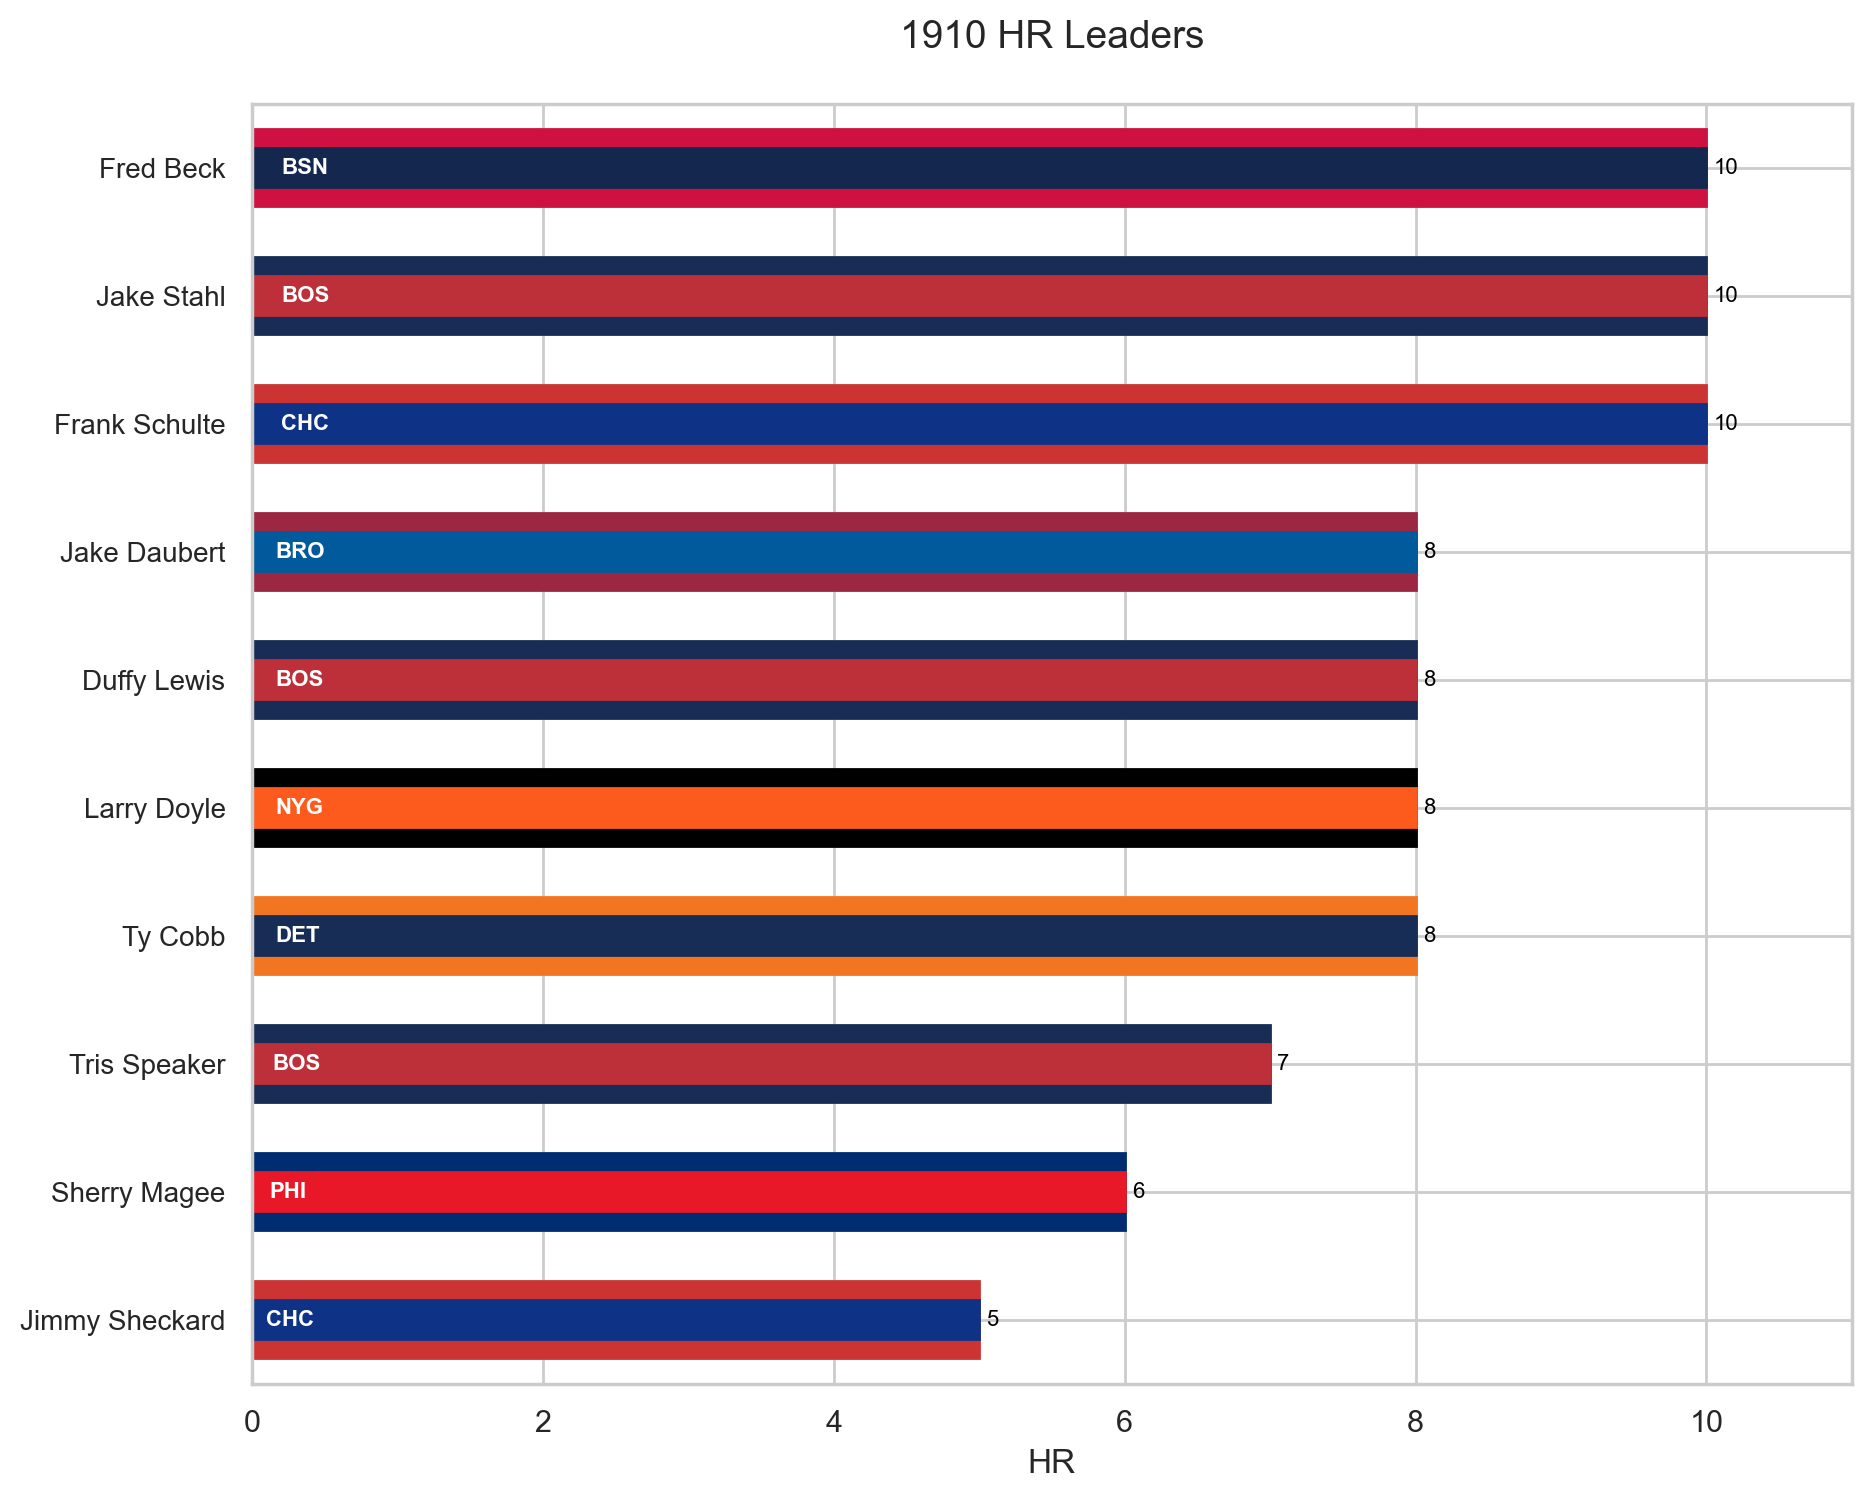 1910 HR Leaders
Fred Beck BSN 10
Jake Stahl BOS 10
Frank Schulte CHC 10
Jake Daubert BRO 8
Duffy Lewis BOS 8
Larry Doyle NYG 8
Ty Cobb DET 8
Tris Speaker BOS 7
Sherry Magee PHI 6
Jimmy Sheckard CHC 5
0 2 4 6 8 10
HR